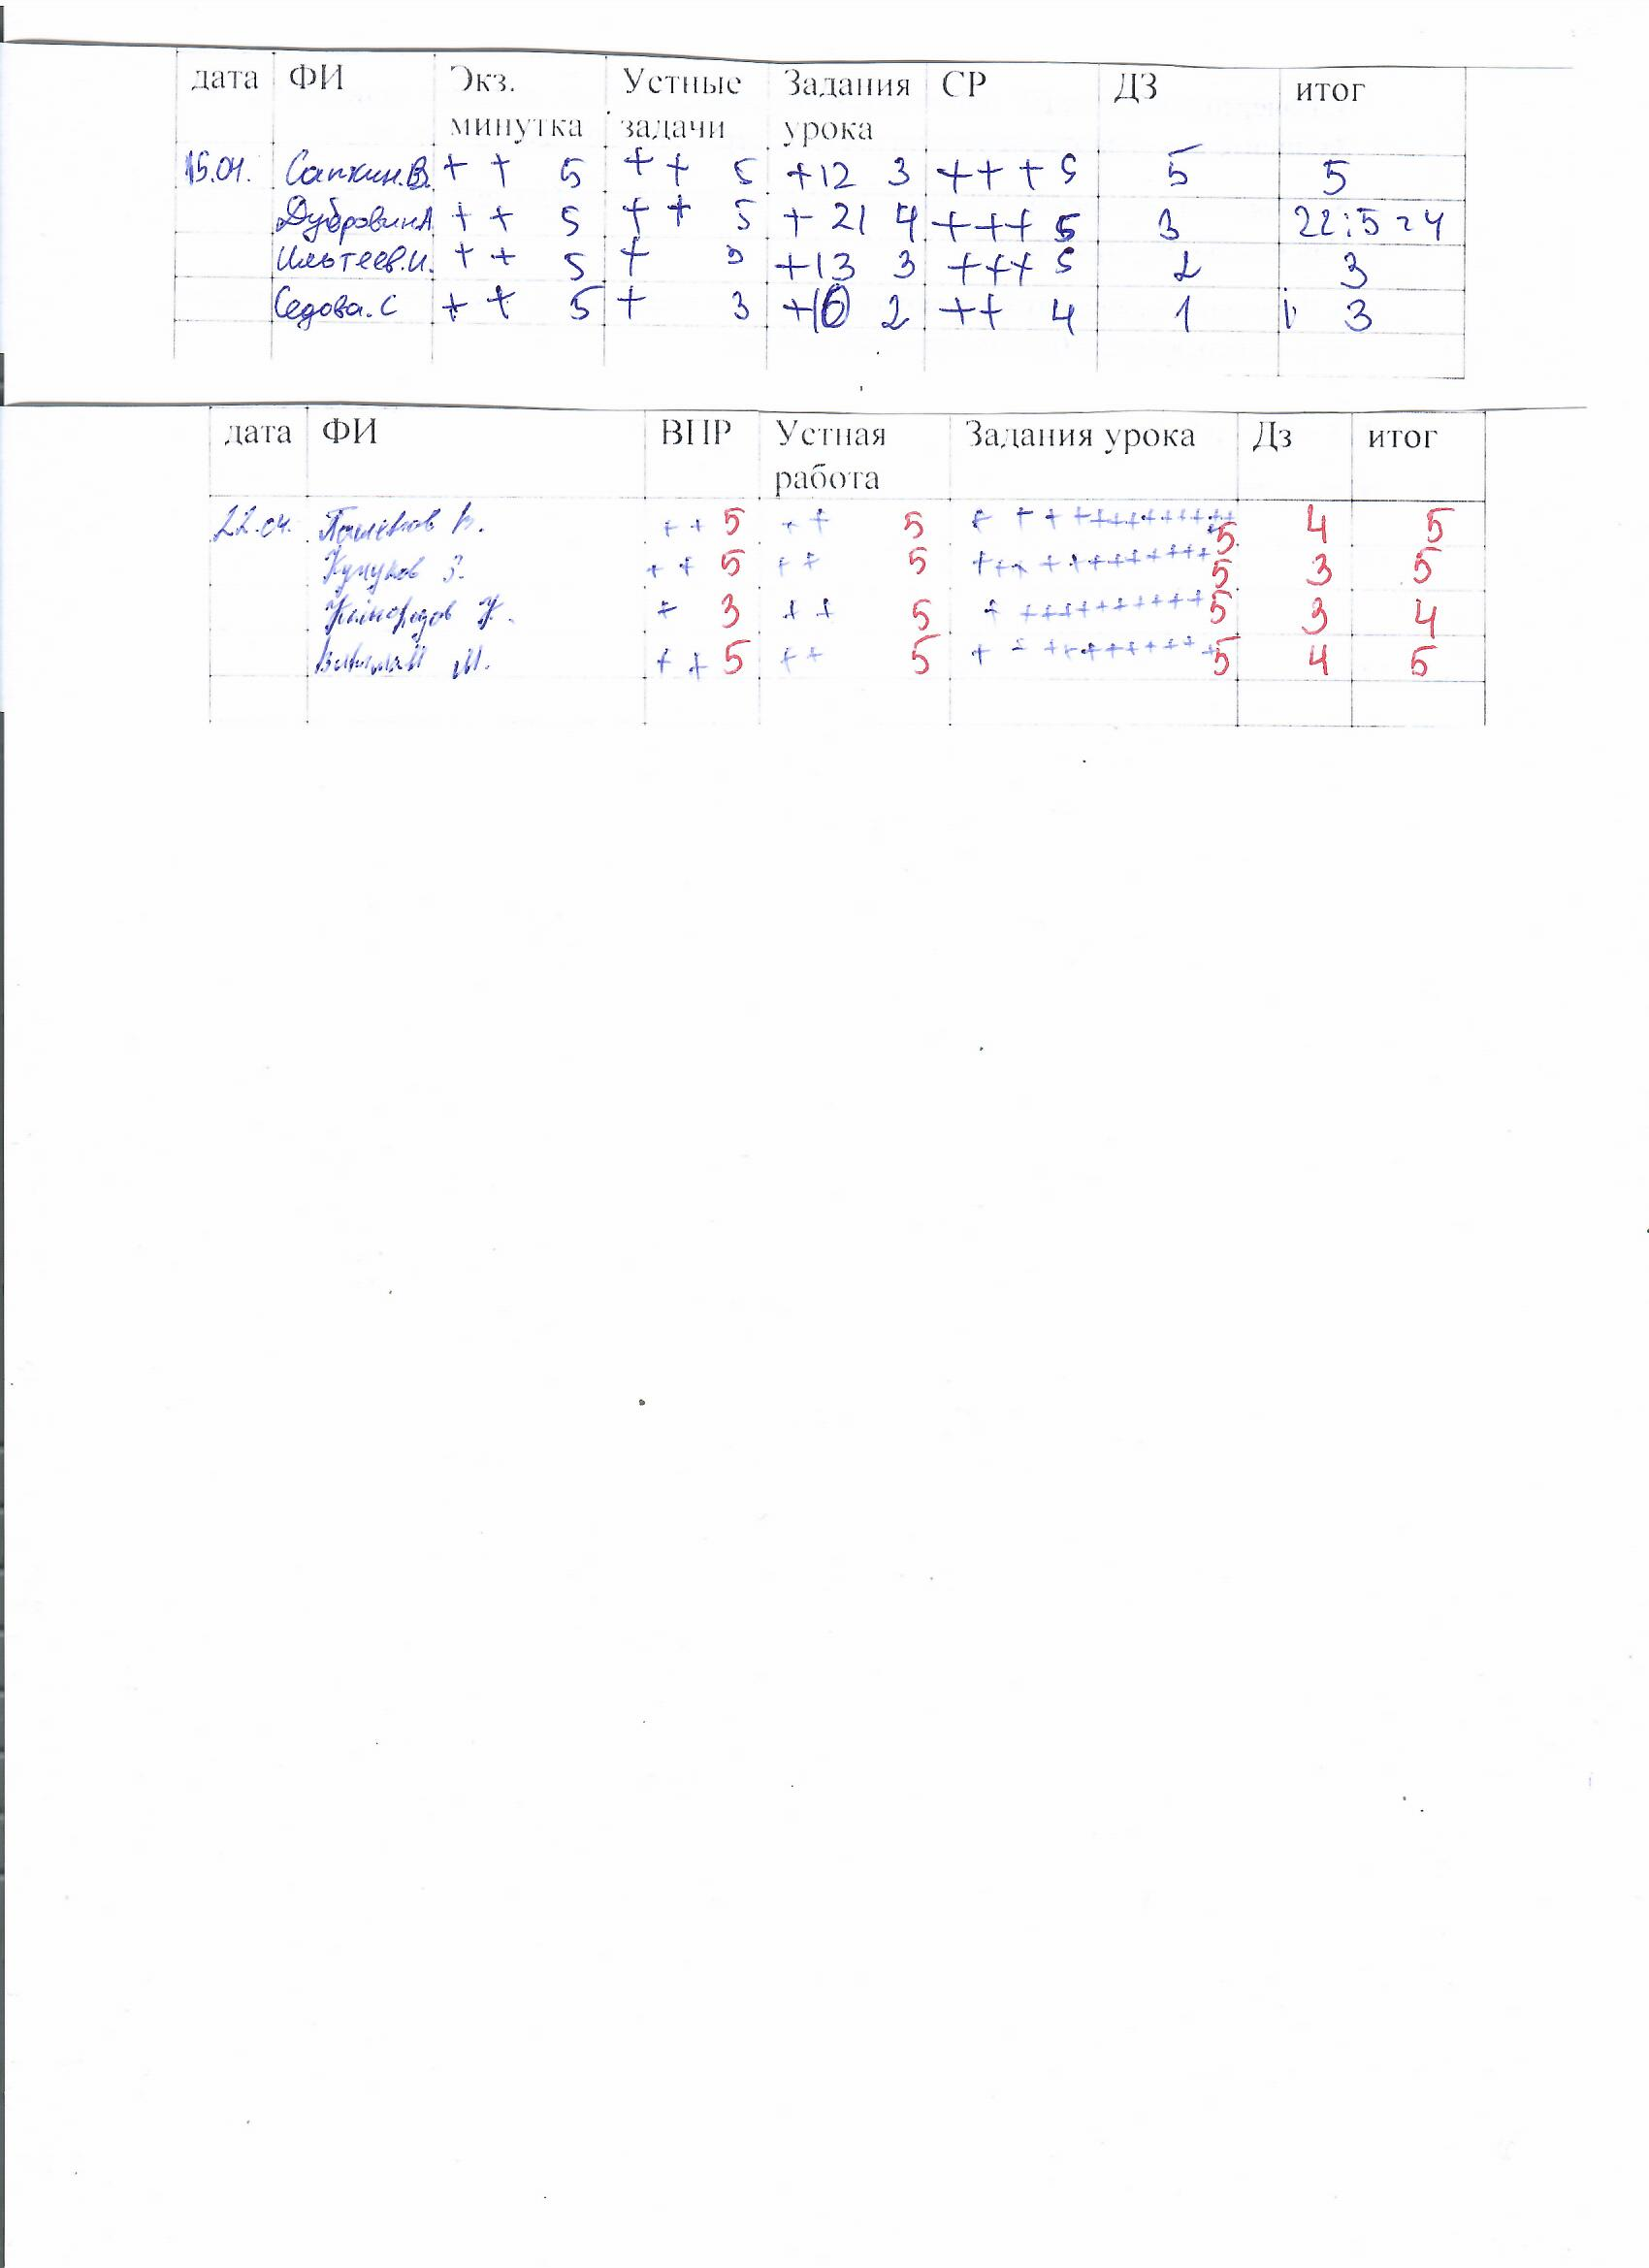 дата ФИ Экз. Устные Задания СР ДЗ итог
минутка задачи урока
15.04. Сапкин.В. + + 5 + + 5 +12 3 +++ 5 5 5
Дубровин А + + 5 + + 5 + 21 4 +++ 5 3 22:5=4
Ильтеев.И. + + 5 + 3 +13 3 +++ 5 2 3
Седова.С + + 5 + 3 +10 2 ++ 4 1 3
дата ФИ ВПР Устная Задания урока Дз итог
работа
22.04. В. ++ 5 ++ 5 5 4 5
З. ++ 5 ++ 5 5 3 5
+ 3 ++ 5 5 3 4
М. ++ 5 ++ 5 5 4 5